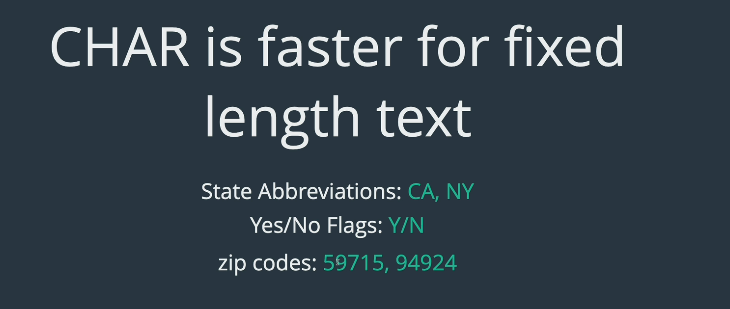 CHAR is faster for fixed
length text
State Abbreviations: CA, NY
Yes/No Flags: Y/N
zip codes: 59715, 94924